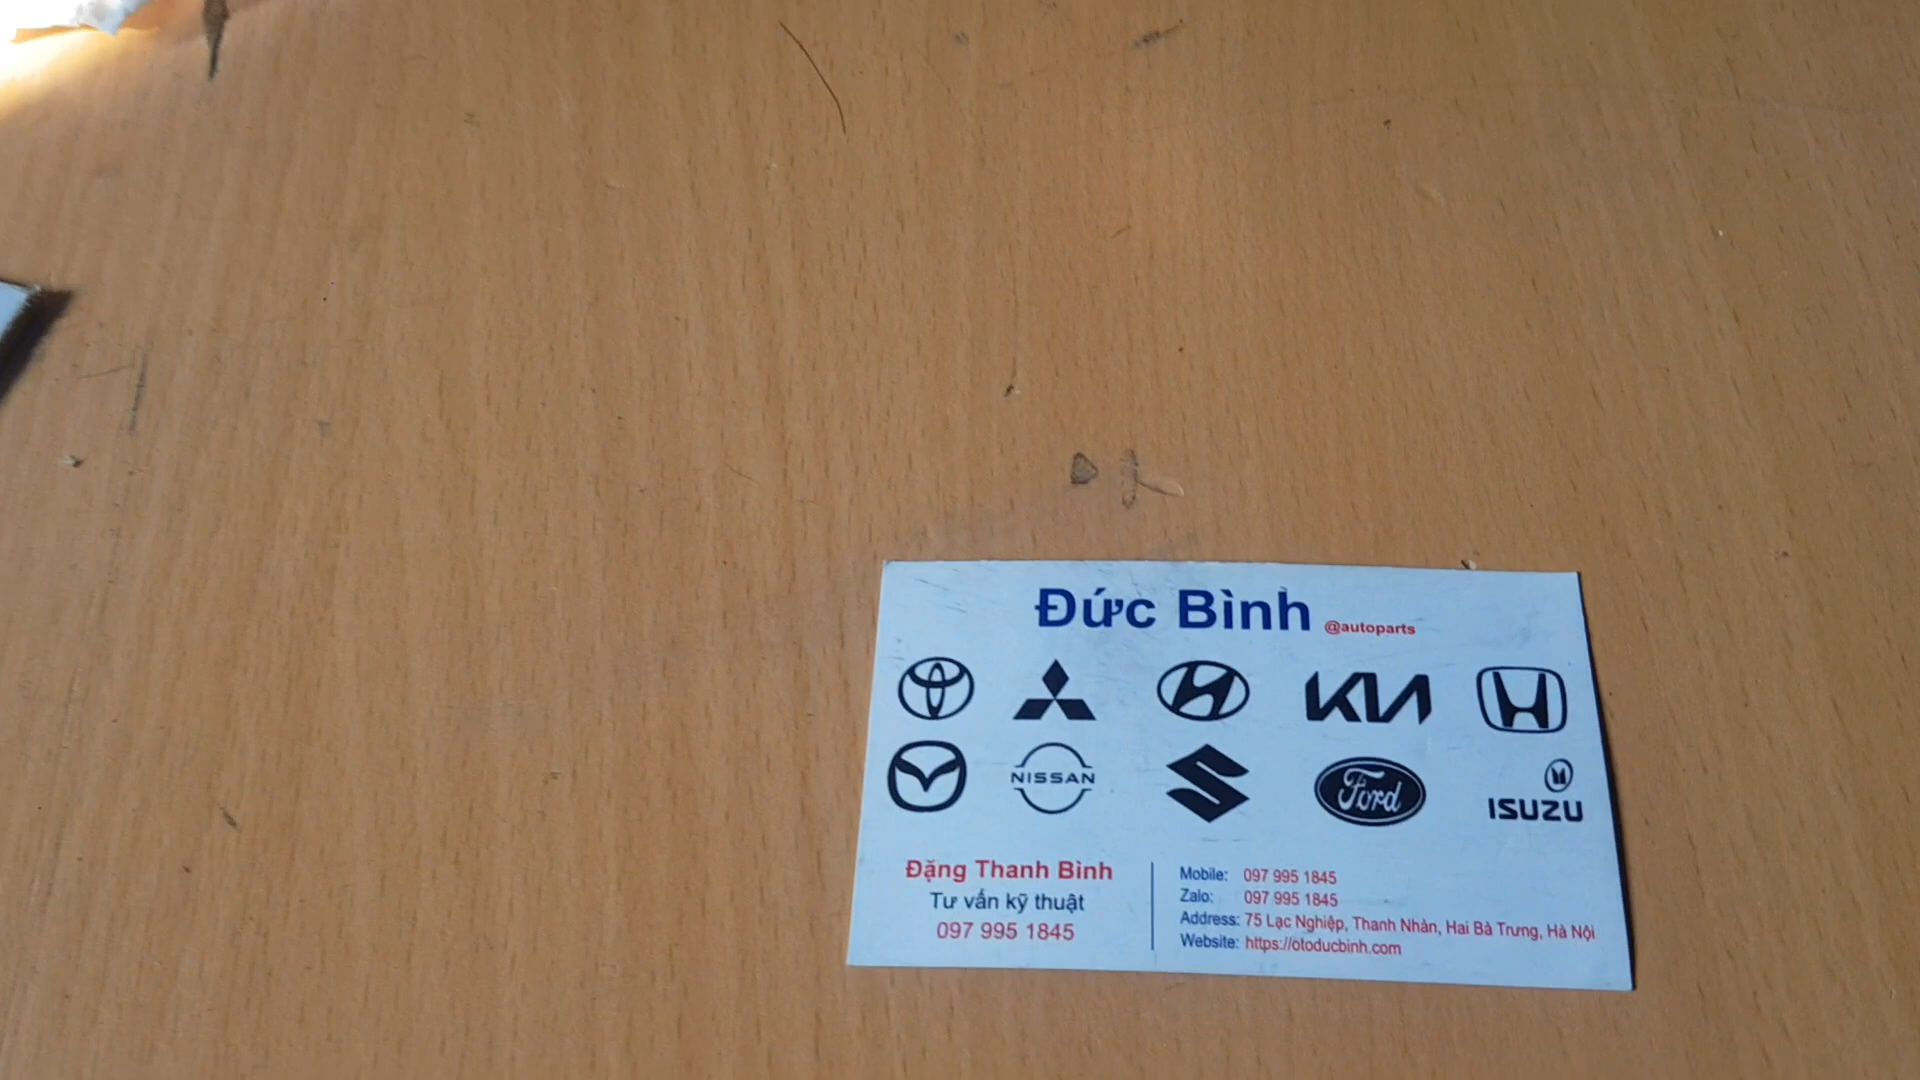 Đức Bình @autoparts
KIA
NISSAN
Ford
ISUZU
Đặng Thanh Bình
Tư vấn kỹ thuật
097 995 1845
Mobile: 097 995 1845
Zalo: 097 995 1845
Address: 75 Lạc Nghiệp, Thanh Nhàn, Hai Bà Trưng, Hà Nội
Website: https://otoducbinh.com